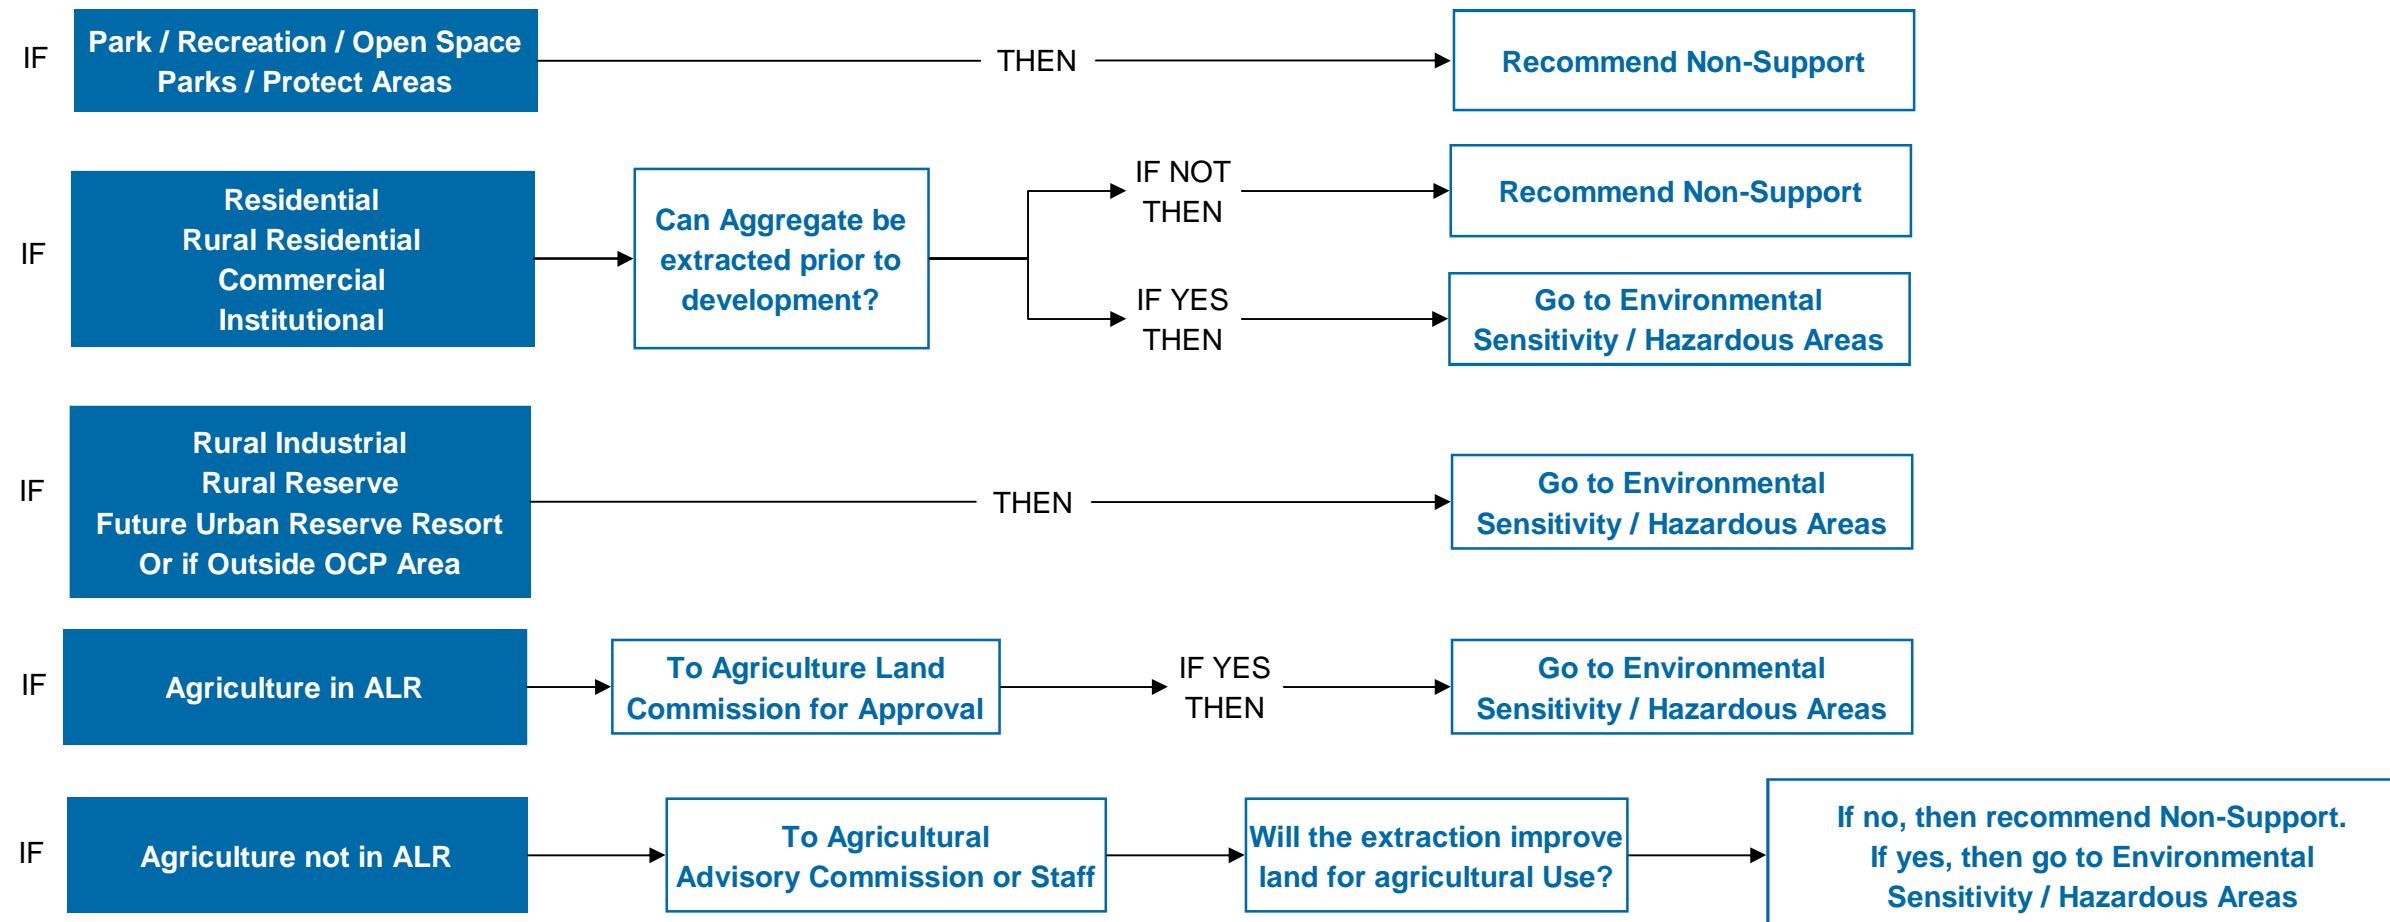 IF
Park / Recreation / Open Space
Parks / Protect Areas
THEN
Recommend Non-Support
IF
Residential
Rural Residential
Commercial
Institutional
Can Aggregate be
extracted prior to
development?
IF NOT
THEN
Recommend Non-Support
IF YES
THEN
Go to Environmental
Sensitivity / Hazardous Areas
IF
Rural Industrial
Rural Reserve
Future Urban Reserve Resort
Or if Outside OCP Area
THEN
Go to Environmental
Sensitivity / Hazardous Areas
IF
Agriculture in ALR
To Agriculture Land
Commission for Approval
IF YES
THEN
Go to Environmental
Sensitivity / Hazardous Areas
IF
Agriculture not in ALR
To Agricultural
Advisory Commission or Staff
Will the extraction improve
land for agricultural Use?
If no, then recommend Non-Support.
If yes, then go to Environmental
Sensitivity / Hazardous Areas